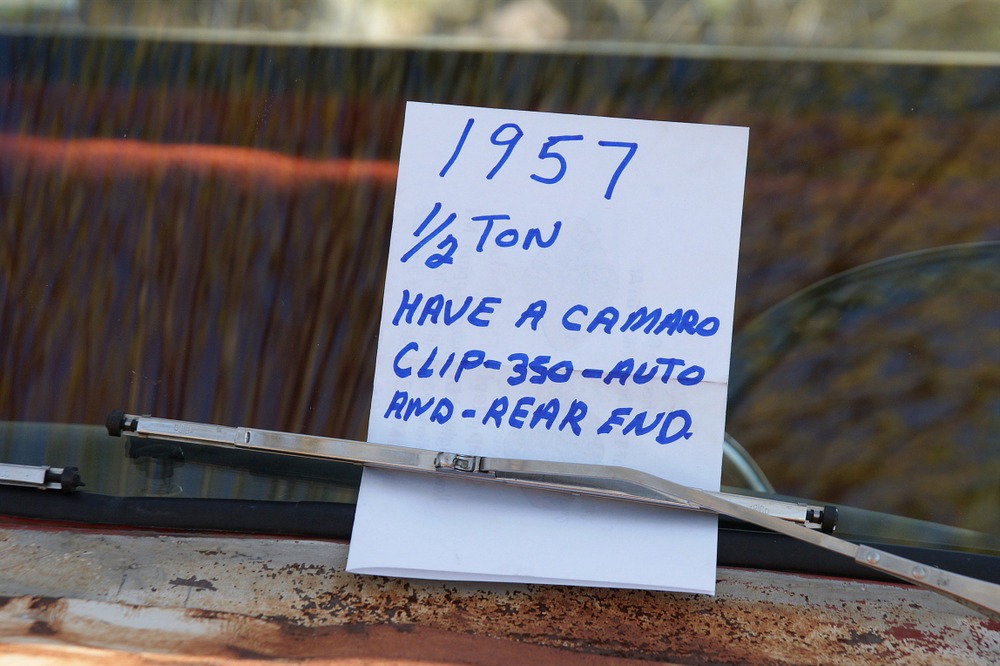 1957
1/2 TON
HAVE A CAMARO
CLIP-350-AUTO
AND-REAR END.